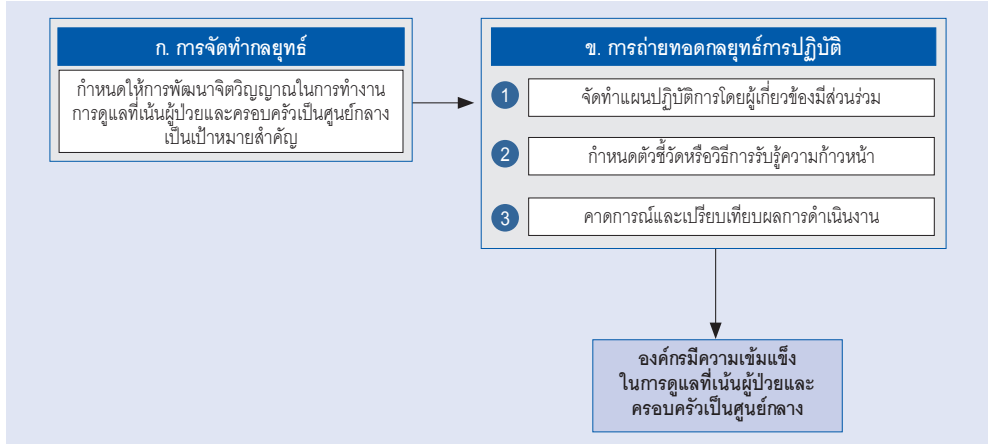 ก. การจัดทำกลยุทธ์
กำหนดให้การพัฒนาจิตวิญญาณในการทำงาน
การดูแลที่เน้นผู้ป่วยและครอบครัวเป็นศูนย์กลาง
เป็นเป้าหมายสำคัญ
ข. การถ่ายทอดกลยุทธ์การปฏิบัติ
1 จัดทำแผนปฏิบัติการโดยผู้เกี่ยวข้องมีส่วนร่วม
2 กำหนดตัวชี้วัดหรือวิธีการรับรู้ความก้าวหน้า
3 คาดการณ์และเปรียบเทียบผลการดำเนินงาน
องค์กรมีความเข้มแข็ง
ในการดูแลที่เน้นผู้ป่วยและ
ครอบครัวเป็นศูนย์กลาง